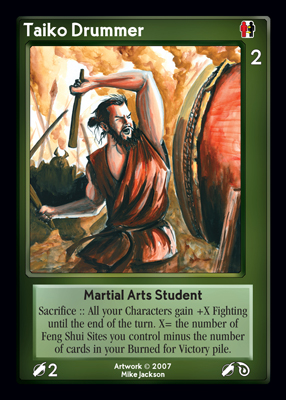 Taiko Drummer
2
Martial Arts Student
Sacrifice :: All your Characters gain +X Fighting
until the end of the turn. X= the number of
Feng Shui Sites you control minus the number
of cards in your Burned for Victory pile.
2
Artwork © 2007
Mike Jackson